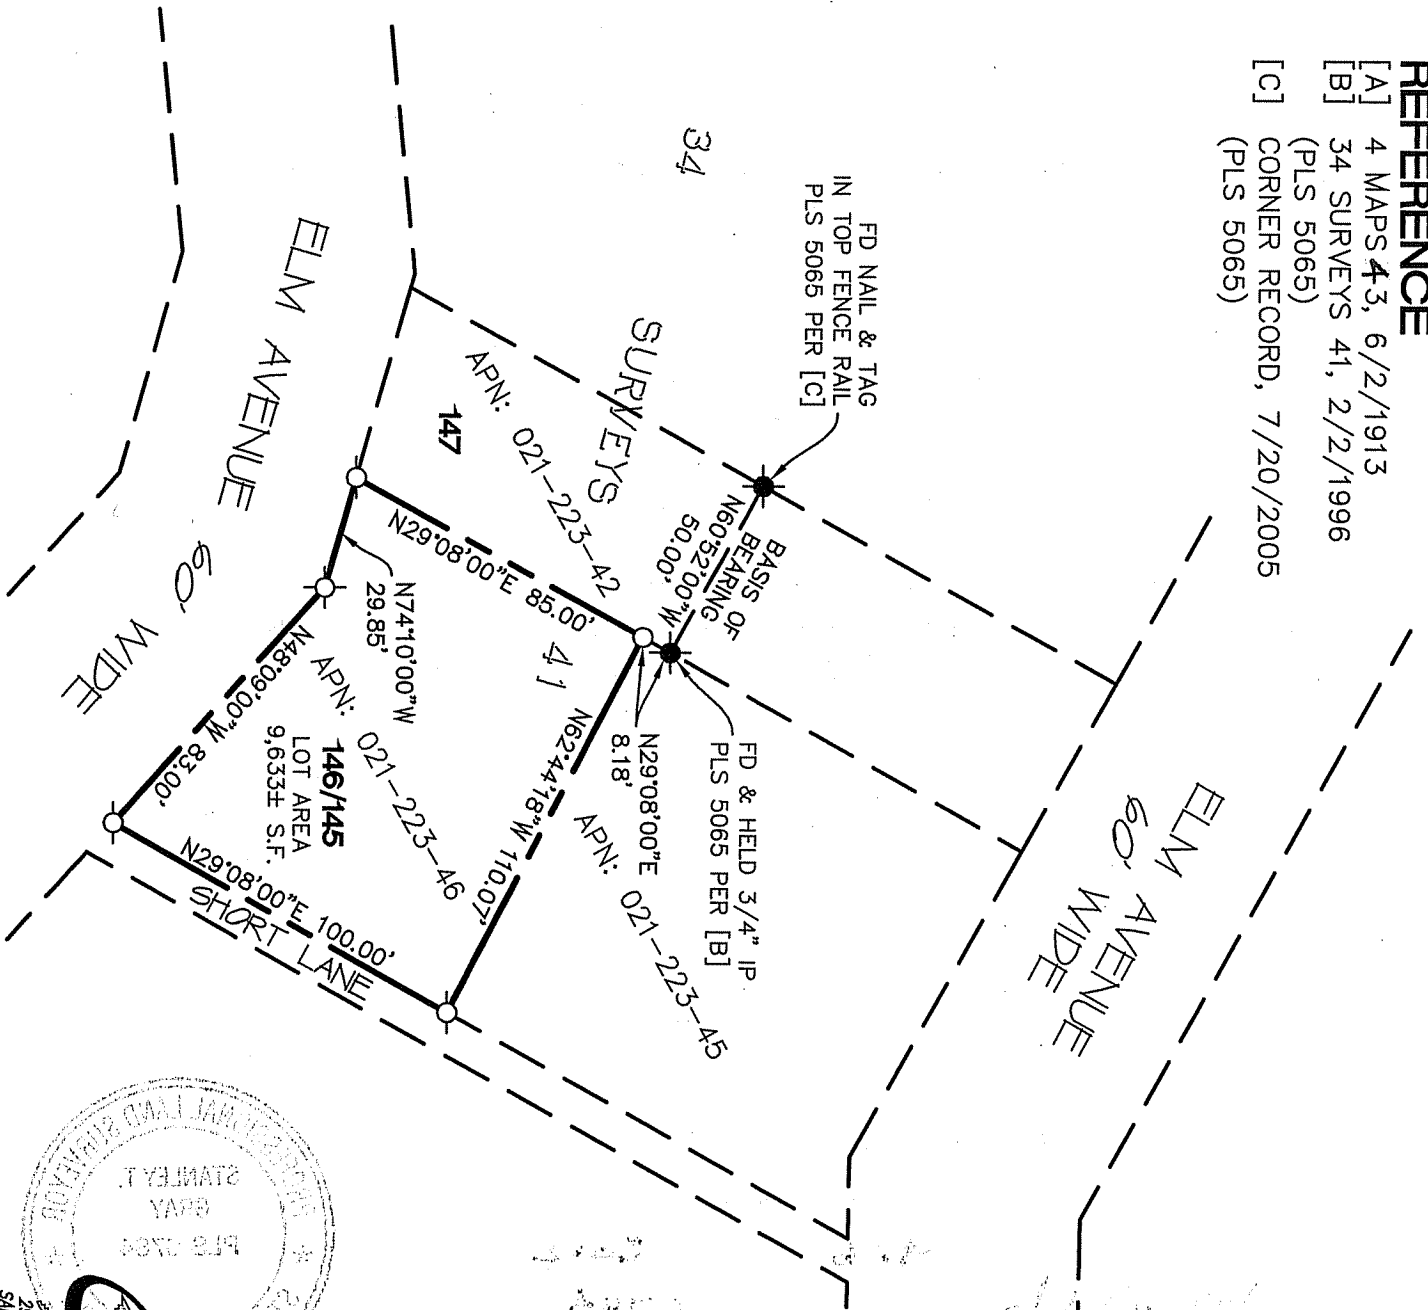 REFERENCE
[A] 4 MAPS 43, 6/2/1913
[B] 34 SURVEYS 41, 2/2/1996
(PLS 5065)
[C] CORNER RECORD, 7/20/2005
(PLS 5065)
FD NAIL & TAG
IN TOP FENCE RAIL
PLS 5065 PER [C]
34
SURVEYS
41
BASIS OF
BEARING
N60°52'00"W
50.00'
FD & HELD 3/4" IP
PLS 5065 PER [B]
N29°08'00"E
8.18'
APN: 021-223-42
147
N29°08'00"E 85.00'
N74°10'00"W
29.85'
N62°44'18"W 110.07'
APN: 021-223-45
APN: 021-223-46
146/145
LOT AREA
9,633± S.F.
N48°09'00"W 83.00'
N29°08'00"E 100.00'
SHORT LANE
ELM AVENUE
60' WIDE
ELM AVENUE 60' WIDE
PROFESSIONAL LAND SURVEYOR
STANLEY T.
GRAY